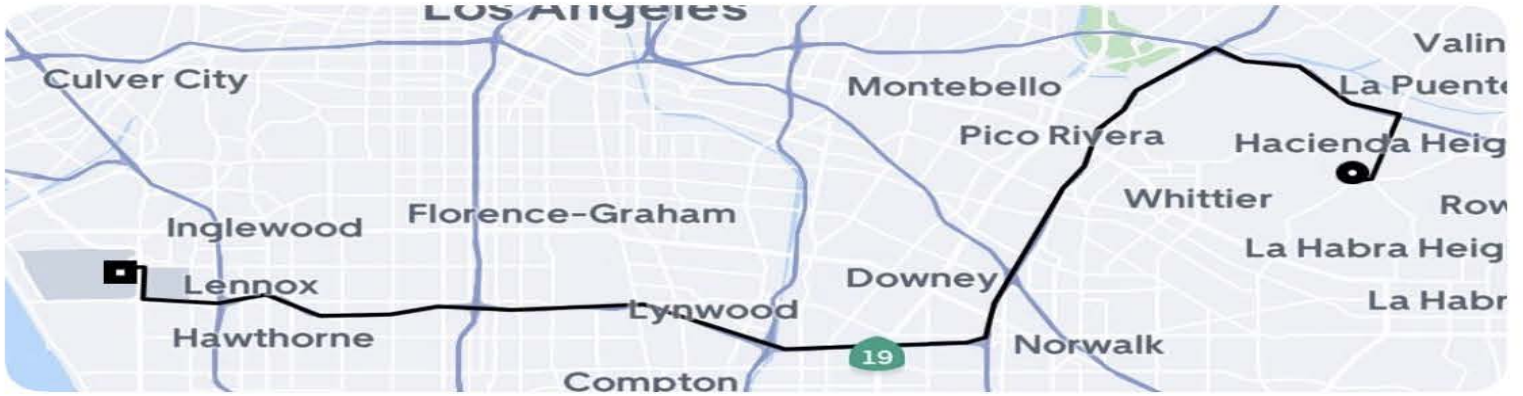 Los Angeles
Valin
Culver City
Montebello
La Puente
Pico Rivera
Hacienda Heig
Whittier
Florence-Graham
Row
Inglewood
La Habra Heig
Downey
Lennox
La Habr
Lynwood
Hawthorne
Norwalk
19
Compton